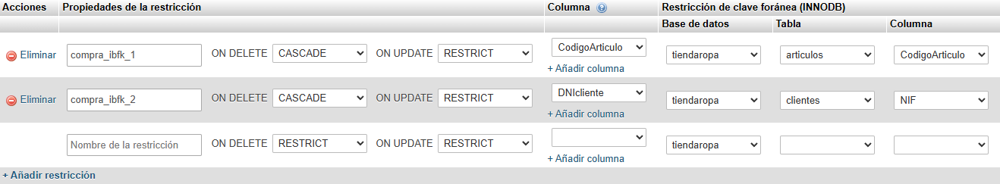 Acciones Propiedades de la restricción Columna Restricción de clave foránea (INNODB)
Base de datos Tabla Columna
Eliminar compra_ibfk_1 ON DELETE CASCADE ON UPDATE RESTRICT CodigoArticulo tiendaropa articulos CodigoArticulo
+ Añadir columna
Eliminar compra_ibfk_2 ON DELETE CASCADE ON UPDATE RESTRICT DNIcliente tiendaropa clientes NIF
+ Añadir columna
Nombre de la restricción ON DELETE RESTRICT ON UPDATE RESTRICT tiendaropa
+ Añadir columna
+ Añadir restricción